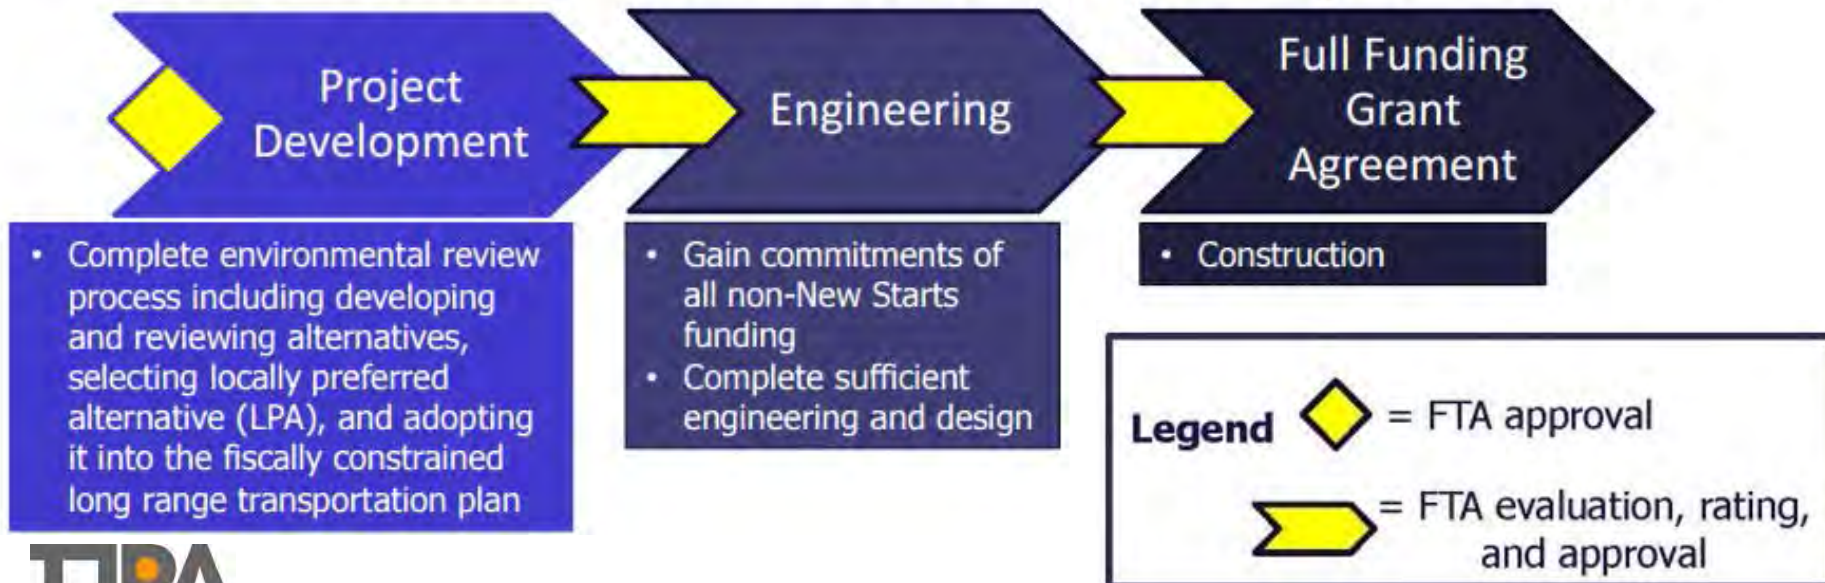 Project
Development
Engineering
Full Funding
Grant
Agreement
• Complete environmental review
process including developing
and reviewing alternatives,
selecting locally preferred
alternative (LPA), and adopting
it into the fiscally constrained
long range transportation plan
• Gain commitments of
all non-New Starts
funding
• Complete sufficient
engineering and design
• Construction
Legend
= FTA approval
= FTA evaluation, rating,
and approval